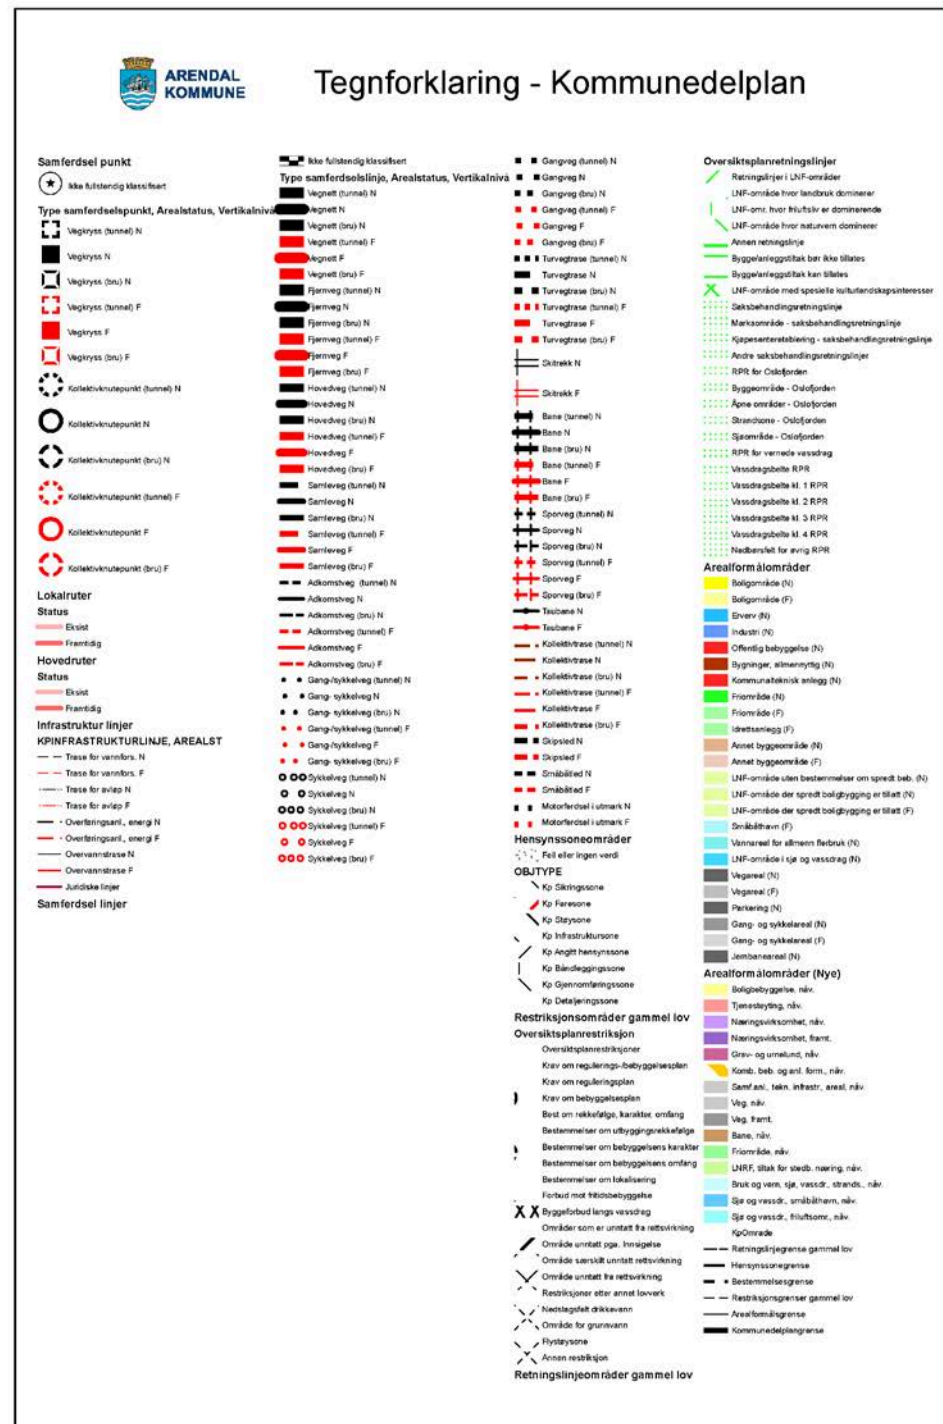 ARENDAL
KOMMUNE
Tegnforklaring - Kommunedelplan
Samferdsel punkt
Ikke fullstendig klassifisert
Type samferdselspunkt, Arealstatus, Vertikalnivå
Vegkryss (tunnel) N
Vegkryss N
Vegkryss (bru) N
Vegkryss (tunnel) F
Vegkryss F
Vegkryss (bru) F
Kollektivknutepunkt (tunnel) N
Kollektivknutepunkt N
Kollektivknutepunkt (bru) N
Kollektivknutepunkt (tunnel) F
Kollektivknutepunkt F
Kollektivknutepunkt (bru) F
Lokalruter
Status
Eksist
Framtidig
Hovedruter
Status
Eksist
Framtidig
Infrastruktur linjer
KPINFRASTRUKTURLINJE, AREALST
Trase for vannfors. N
Trase for vannfors. F
Trase for avløp N
Trase for avløp F
Overføringsanl., energi N
Overføringsanl., energi F
Overvannstrase N
Overvannstrase F
Juridiske linjer
Samferdsel linjer
Ikke fullstendig klassifisert
Type samferdselslinje, Arealstatus, Vertikalnivå
Vegnett (tunnel) N
Vegnett N
Vegnett (bru) N
Vegnett (tunnel) F
Vegnett F
Vegnett (bru) F
Fjernveg (tunnel) N
Fjernveg N
Fjernveg (bru) N
Fjernveg (tunnel) F
Fjernveg F
Fjernveg (bru) F
Hovedveg (tunnel) N
Hovedveg N
Hovedveg (bru) N
Hovedveg (tunnel) F
Hovedveg F
Hovedveg (bru) F
Samleveg (tunnel) N
Samleveg N
Samleveg (bru) N
Samleveg (tunnel) F
Samleveg F
Samleveg (bru) F
Adkomstveg (tunnel) N
Adkomstveg N
Adkomstveg (bru) N
Adkomstveg (tunnel) F
Adkomstveg F
Adkomstveg (bru) F
Gang-/sykkelveg (tunnel) N
Gang- sykkelveg N
Gang- sykkelveg (bru) N
Gang-/sykkelveg (tunnel) F
Gang-/sykkelveg F
Gang- sykkelveg (bru) F
Sykkelveg (tunnel) N
Sykkelveg N
Sykkelveg (bru) N
Sykkelveg (tunnel) F
Sykkelveg F
Sykkelveg (bru) F
Gangveg (tunnel) N
Gangveg N
Gangveg (bru) N
Gangveg (tunnel) F
Gangveg F
Gangveg (bru) F
Turvegtrase (tunnel) N
Turvegtrase N
Turvegtrase (bru) N
Turvegtrase (tunnel) F
Turvegtrase F
Turvegtrase (bru) F
Skitrekk N
Skitrekk F
Bane (tunnel) N
Bane N
Bane (bru) N
Bane (tunnel) F
Bane F
Bane (bru) F
Sporveg (tunnel) N
Sporveg N
Sporveg (bru) N
Sporveg (tunnel) F
Sporveg F
Sporveg (bru) F
Taubane N
Taubane F
Kollektivtrase (tunnel) N
Kollektivtrase N
Kollektivtrase (bru) N
Kollektivtrase (tunnel) F
Kollektivtrase F
Kollektivtrase (bru) F
Skipsled N
Skipsled F
Småbåtled N
Småbåtled F
Motorferdsel i utmark N
Motorferdsel i utmark F
Hensynssoneområder
Feil eller ingen verdi
OBJTYPE
Kp Sikringssone
Kp Faresone
Kp Støysone
Kp Infrastruktursone
Kp Angitt hensynssone
Kp Båndleggingssone
Kp Gjennomføringssone
Kp Detaljeringssone
Restriksjonsområder gammel lov
Oversiktsplanrestriksjon
Oversiktsplanrestriksjoner
Krav om regulerings-/bebyggelsesplan
Krav om reguleringsplan
Krav om bebyggelsesplan
Best om rekkefølge, karakter, omfang
Bestemmelser om utbyggingsrekkefølge
Bestemmelser om bebyggelsens karakter
Bestemmelser om bebyggelsens omfang
Bestemmelser om lokalisering
Forbud mot fritidsbebyggelse
Byggeforbud langs vassdrag
Områder som er unntatt fra rettsvirkning
Område unntatt pga. Innsigelse
Område særskilt unntatt rettsvirkning
Område unntatt fra rettsvirkning
Restriksjoner etter annet lovverk
Nedslagsfelt drikkevann
Område for grunnvann
Flystøysone
Annen restriksjon
Retningslinjeområder gammel lov
Oversiktsplanretningslinjer
Retningslinjer i LNF-områder
LNF-område hvor landbruk dominerer
LNF-omr. hvor friluftsliv er dominerende
LNF-område hvor naturvern dominerer
Annen retningslinje
Bygge/anleggstiltak bør ikke tillates
Bygge/anleggstiltak kan tillates
LNF-område med spesielle kulturlandskapsinteresser
Saksbehandlingsretningslinje
Markaområde - saksbehandlingsretningslinje
Kjøpesenteretablering - saksbehandlingsretningslinje
Andre saksbehandlingsretningslinjer
RPR for Oslofjorden
Byggeområde - Oslofjorden
Åpne områder - Oslofjorden
Strandsone - Oslofjorden
Sjøområde - Oslofjorden
RPR for vernede vassdrag
Vassdragsbelte RPR
Vassdragsbelte kl. 1 RPR
Vassdragsbelte kl. 2 RPR
Vassdragsbelte kl. 3 RPR
Vassdragsbelte kl. 4 RPR
Nedbørsfelt for øvrig RPR
Arealformålområder
Boligområde (N)
Boligområde (F)
Erverv (N)
Industri (N)
Offentlig bebyggelse (N)
Bygninger, allmennyttig (N)
Kommunalteknisk anlegg (N)
Friområde (N)
Friområde (F)
Idrettsanlegg (F)
Annet byggeområde (N)
Annet byggeområde (F)
LNF-område uten bestemmelser om spredt beb. (N)
LNF-område der spredt boligbygging er tillatt (N)
LNF-område der spredt boligbygging er tillatt (F)
Småbåthavn (F)
Vannareal for allmenn flerbruk (N)
LNF-område i sjø og vassdrag (N)
Vegareal (N)
Vegareal (F)
Parkering (N)
Gang- og sykkelareal (N)
Gang- og sykkelareal (F)
Jernbaneareal (N)
Arealformålområder (Nye)
Boligbebyggelse, nåv.
Tjenesteyting, nåv.
Næringsvirksomhet, nåv.
Næringsvirksomhet, framt.
Grav- og urnelund, nåv.
Komb. beb. og anl. form., nåv.
Samf.anl., tekn. infrastr., areal, nåv.
Veg, nåv.
Veg, framt.
Bane, nåv.
Friområde, nåv.
LNRF, tiltak for stedb. næring, nåv.
Bruk og vern, sjø, vassdr., strands., nåv.
Sjø og vassdr., småbåthavn, nåv.
Sjø og vassdr., friluftsomr., nåv.
KpOmrade
Retningslinjegrense gammel lov
Hensynssonegrense
Bestemmelsesgrense
Restriksjonsgrenser gammel lov
Arealformålsgrense
Kommunedelplangrense